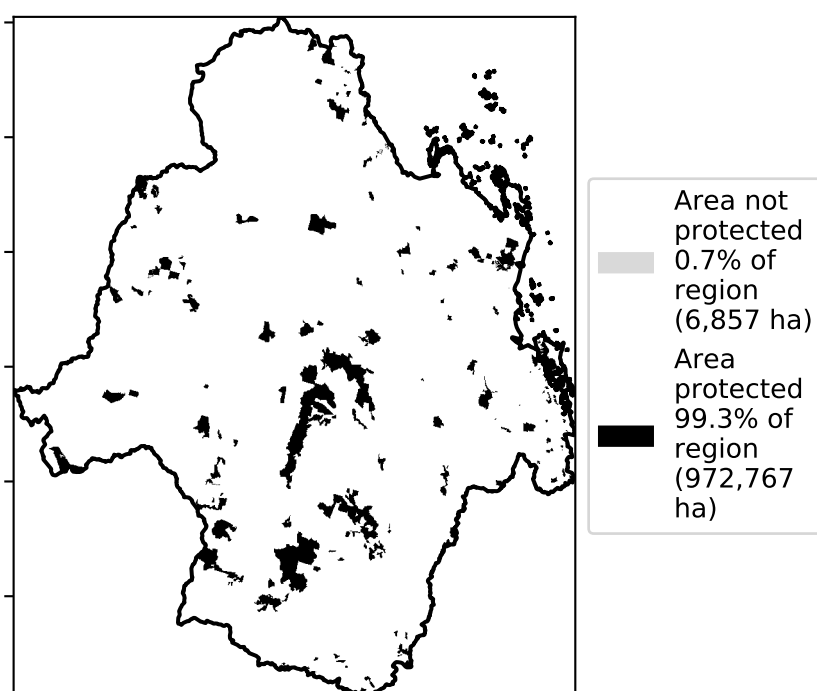 Area not
protected
0.7% of
region
(6,857 ha)
Area
protected
99.3% of
region
(972,767
ha)